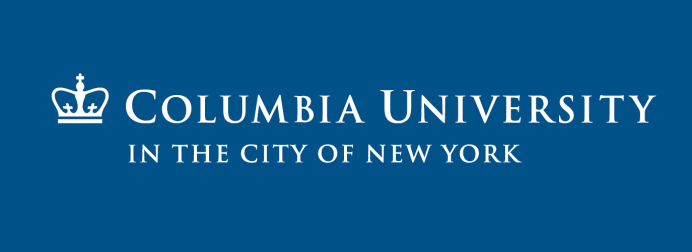 COLUMBIA UNIVERSITY
IN THE CITY OF NEW YORK